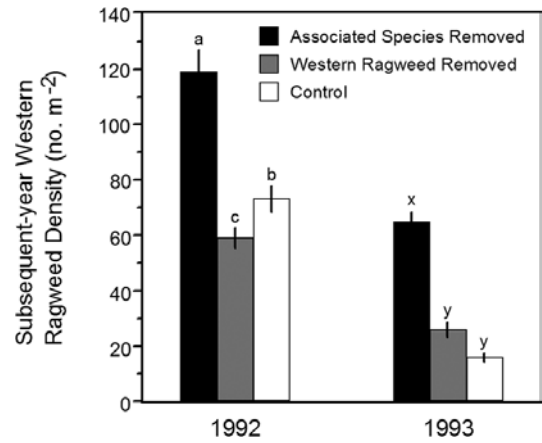 Subsequent-year Western
Ragweed Density (no. m⁻²)
140
120
100
80
60
40
20
0
Associated Species Removed
Western Ragweed Removed
Control
a
c
b
x
y
y
1992
1993